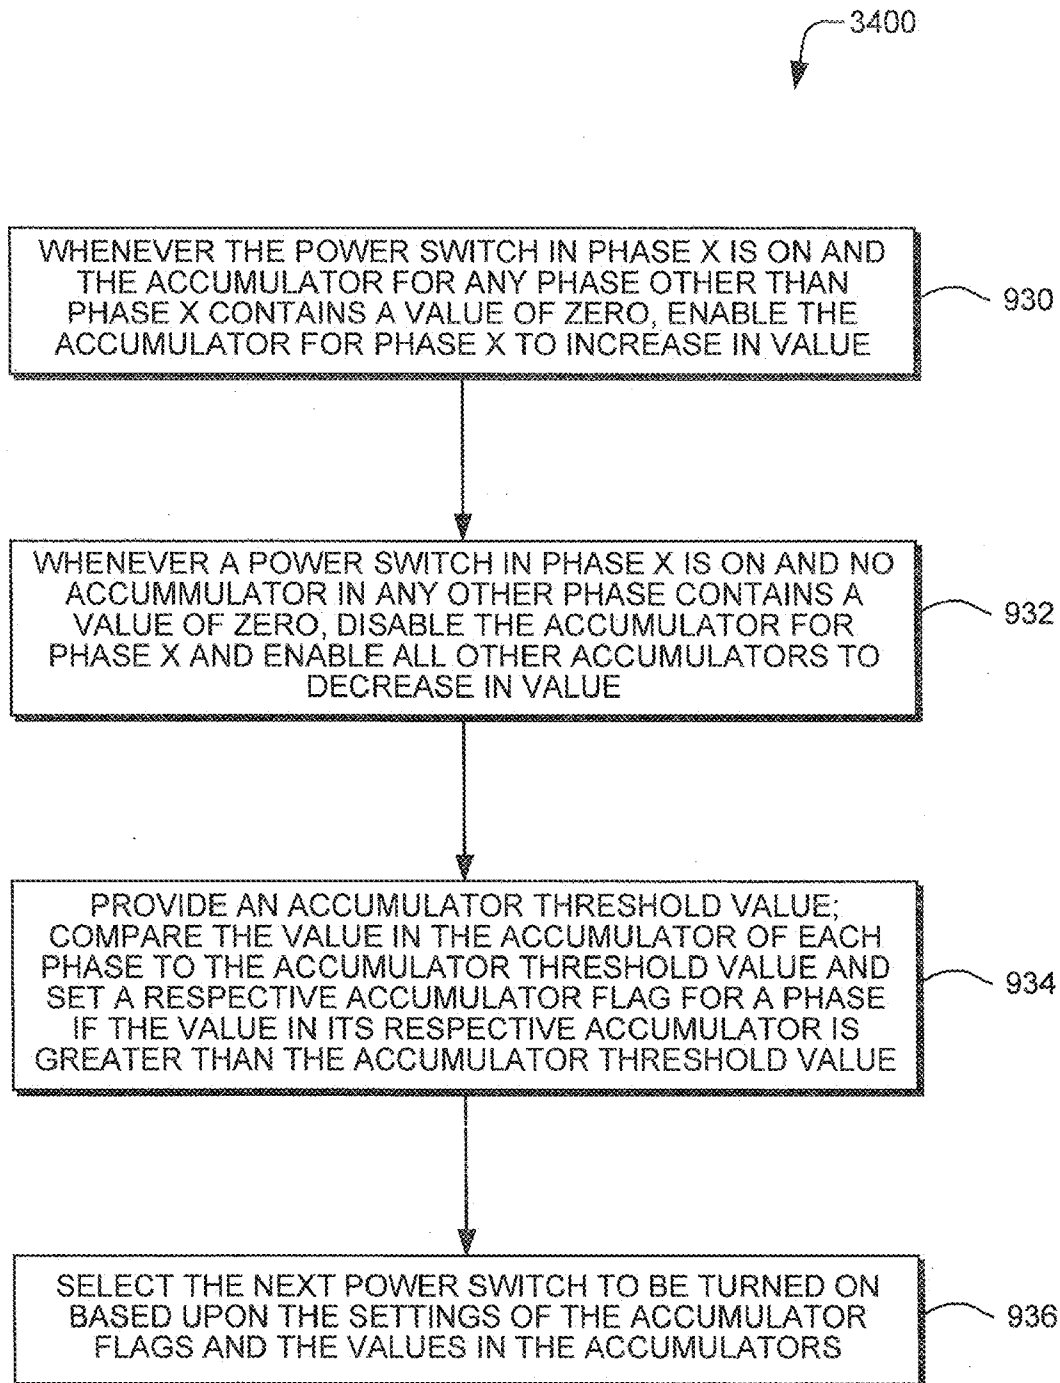 3400
WHENEVER THE POWER SWITCH IN PHASE X IS ON AND
THE ACCUMULATOR FOR ANY PHASE OTHER THAN
PHASE X CONTAINS A VALUE OF ZERO, ENABLE THE
ACCUMULATOR FOR PHASE X TO INCREASE IN VALUE
930
WHENEVER A POWER SWITCH IN PHASE X IS ON AND NO
ACCUMMULATOR IN ANY OTHER PHASE CONTAINS A
VALUE OF ZERO, DISABLE THE ACCUMULATOR FOR
PHASE X AND ENABLE ALL OTHER ACCUMULATORS TO
DECREASE IN VALUE
932
PROVIDE AN ACCUMULATOR THRESHOLD VALUE;
COMPARE THE VALUE IN THE ACCUMULATOR OF EACH
PHASE TO THE ACCUMULATOR THRESHOLD VALUE AND
SET A RESPECTIVE ACCUMULATOR FLAG FOR A PHASE
IF THE VALUE IN ITS RESPECTIVE ACCUMULATOR IS
GREATER THAN THE ACCUMULATOR THRESHOLD VALUE
934
SELECT THE NEXT POWER SWITCH TO BE TURNED ON
BASED UPON THE SETTINGS OF THE ACCUMULATOR
FLAGS AND THE VALUES IN THE ACCUMULATORS
936